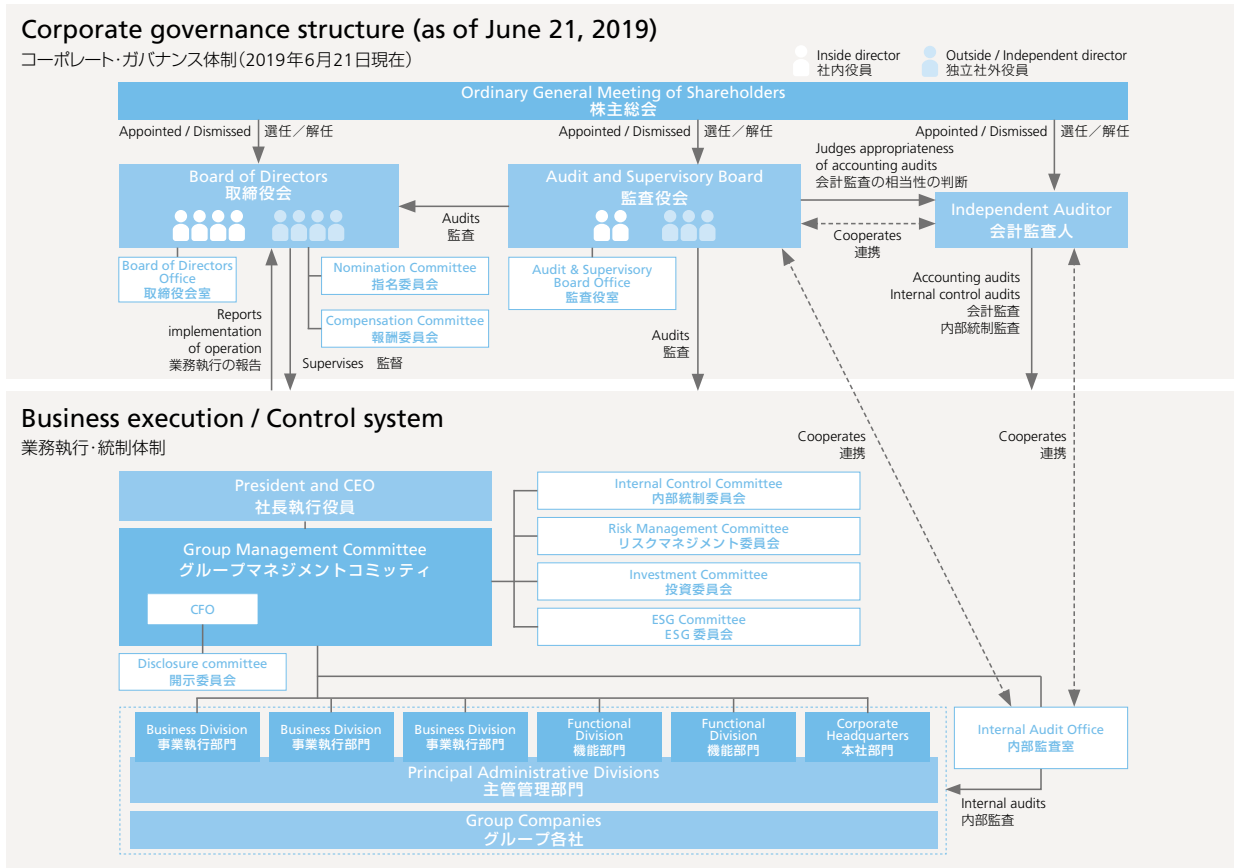 Corporate governance structure (as of June 21, 2019)
コーポレート・ガバナンス体制(2019年6月21日現在)
Inside director
社内役員
Outside / Independent director
独立社外役員
Ordinary General Meeting of Shareholders
株主総会
Appointed / Dismissed 選任／解任
Appointed / Dismissed 選任／解任
Appointed / Dismissed 選任／解任
Board of Directors
取締役会
Audit and Supervisory Board
監査役会
Judges appropriateness
of accounting audits
会計監査の相当性の判断
Independent Auditor
会計監査人
Audits
監査
Cooperates
連携
Board of Directors
Office
取締役会室
Nomination Committee
指名委員会
Compensation Committee
報酬委員会
Audit & Supervisory
Board Office
監査役室
Accounting audits
Internal control audits
会計監査
内部統制監査
Reports
implementation
of operation
業務執行の報告
Supervises 監督
Audits
監査
Business execution / Control system
業務執行・統制体制
Cooperates
連携
Cooperates
連携
President and CEO
社長執行役員
Group Management Committee
グループマネジメントコミッティ
CFO
Disclosure committee
開示委員会
Internal Control Committee
内部統制委員会
Risk Management Committee
リスクマネジメント委員会
Investment Committee
投資委員会
ESG Committee
ESG 委員会
Business Division
事業執行部門
Business Division
事業執行部門
Business Division
事業執行部門
Functional
Division
機能部門
Functional
Division
機能部門
Corporate
Headquarters
本社部門
Internal Audit Office
内部監査室
Principal Administrative Divisions
主管管理部門
Internal audits
内部監査
Group Companies
グループ各社